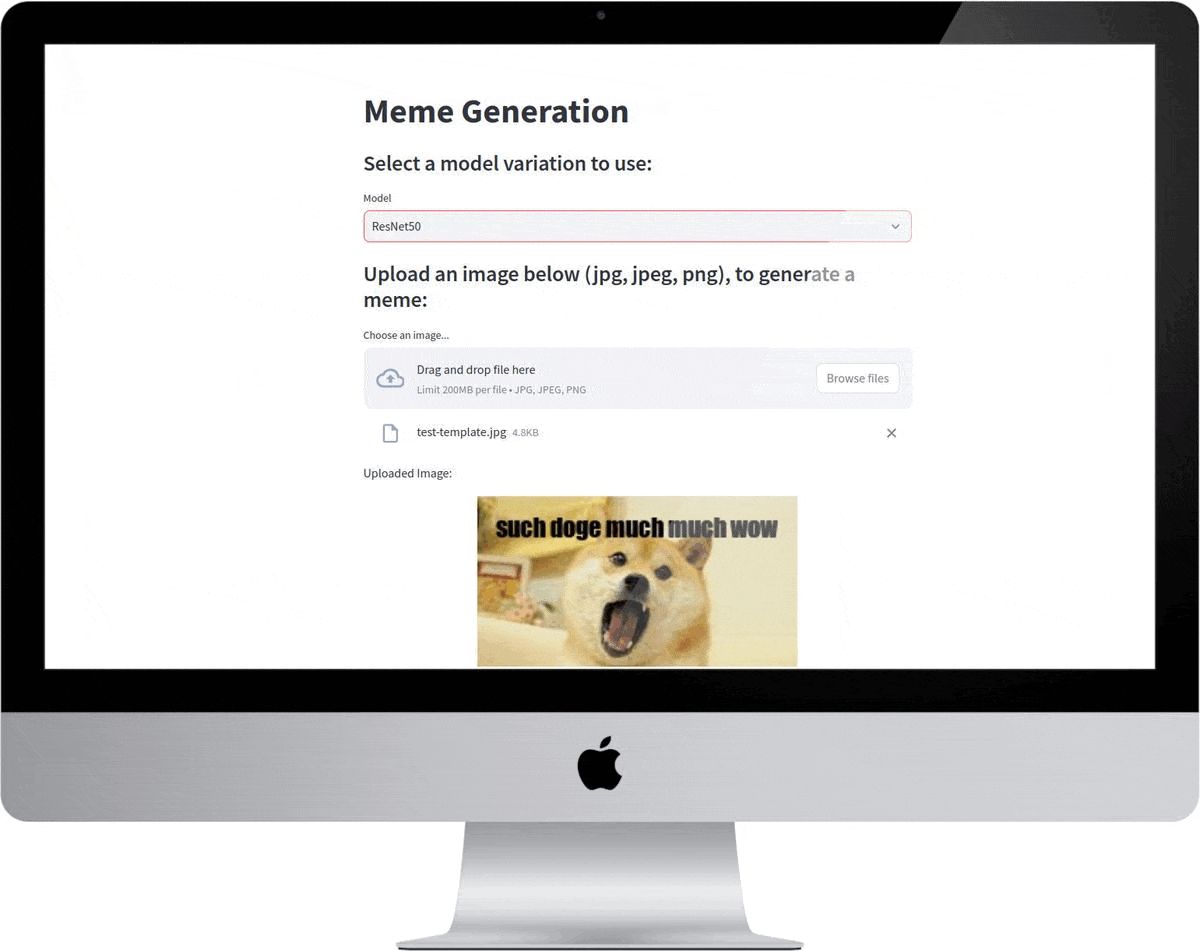 Meme Generation
Select a model variation to use:
Model
ResNet50
Upload an image below (jpg, jpeg, png), to generate a
meme:
Choose an image...
Drag and drop file here
Limit 200MB per file • JPG, JPEG, PNG
Browse files
test-template.jpg 4.8KB
Uploaded Image:
such doge much much wow